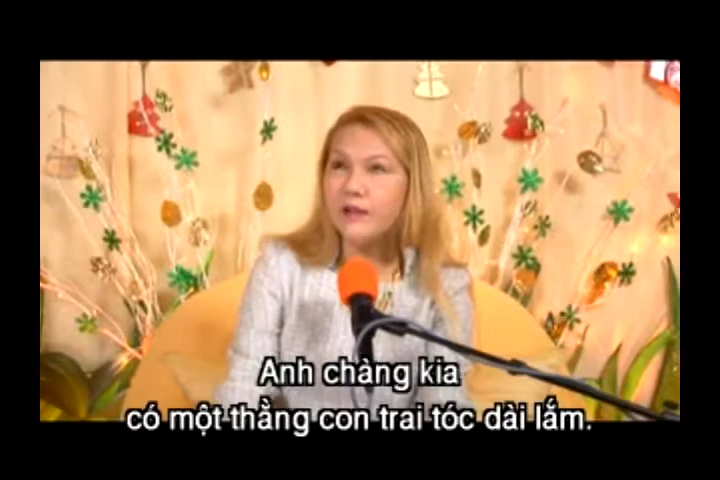 Anh chàng kia
có một thằng con trai tóc dài lắm.